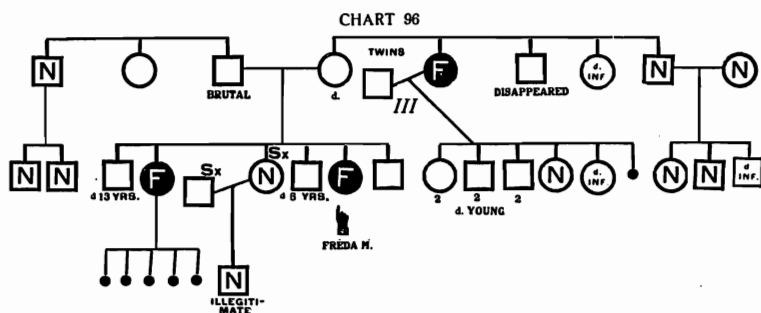 CHART 96
TWINS
N F d. INF N N
BRUTAL d. III DISAPPEARED
N N F Sx Sx N F N d. INF N N d INF.
d 13 YRS. d 6 YRS. 2 2 2
d. YOUNG
FREDA M.
N
ILLEGITI-
MATE